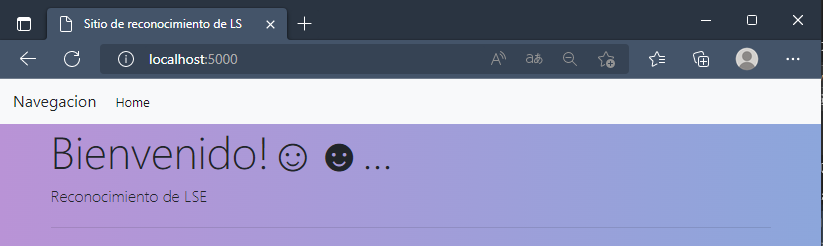 Sitio de reconocimiento de LS
localhost:5000
Navegacion Home
Bienvenido!☺ ☻...
Reconocimiento de LSE